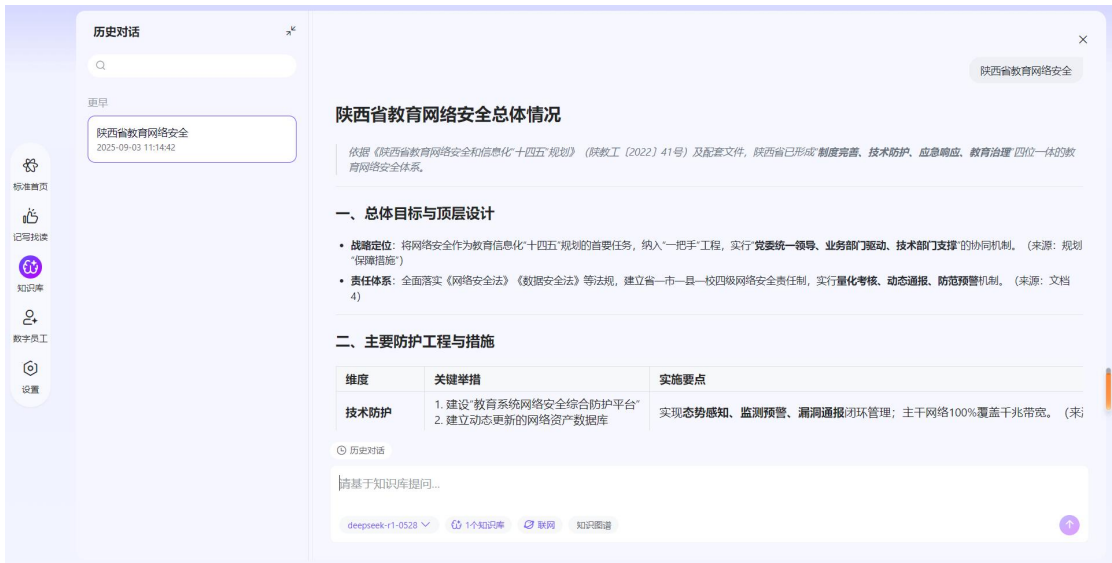 历史对话
更早
陕西省教育网络安全
2025-09-03 11:14:42
标准首页
记写找读
知识库
数字员工
设置
陕西省教育网络安全
陕西省教育网络安全总体情况
依据《陕西省教育网络安全和信息化“十四五”规划》（陕教工〔2022〕41号）及配套文件，陕西省已形成“制度完善、技术防护、应急响应、教育治理”四位一体的教
育网络安全体系。
一、总体目标与顶层设计
• 战略定位：将网络安全作为教育信息化“十四五”规划的首要任务，纳入“一把手”工程，实行“党委统一领导、业务部门驱动、技术部门支撑”的协同机制。（来源：规划
“保障措施”）
• 责任体系：全面落实《网络安全法》《数据安全法》等法规，建立省—市—县—校四级网络安全责任制，实行量化考核、动态通报、防范预警机制。（来源：文档
4）
二、主要防护工程与措施
维度 关键举措 实施要点
技术防护 1. 建设“教育系统网络安全综合防护平台”
2. 建立动态更新的网络资产数据库
实现态势感知、监测预警、漏洞通报闭环管理；主干网络100%覆盖千兆带宽。（来
历史对话
请基于知识库提问...
deepseek-r1-0528 1个知识库 联网 知识图谱